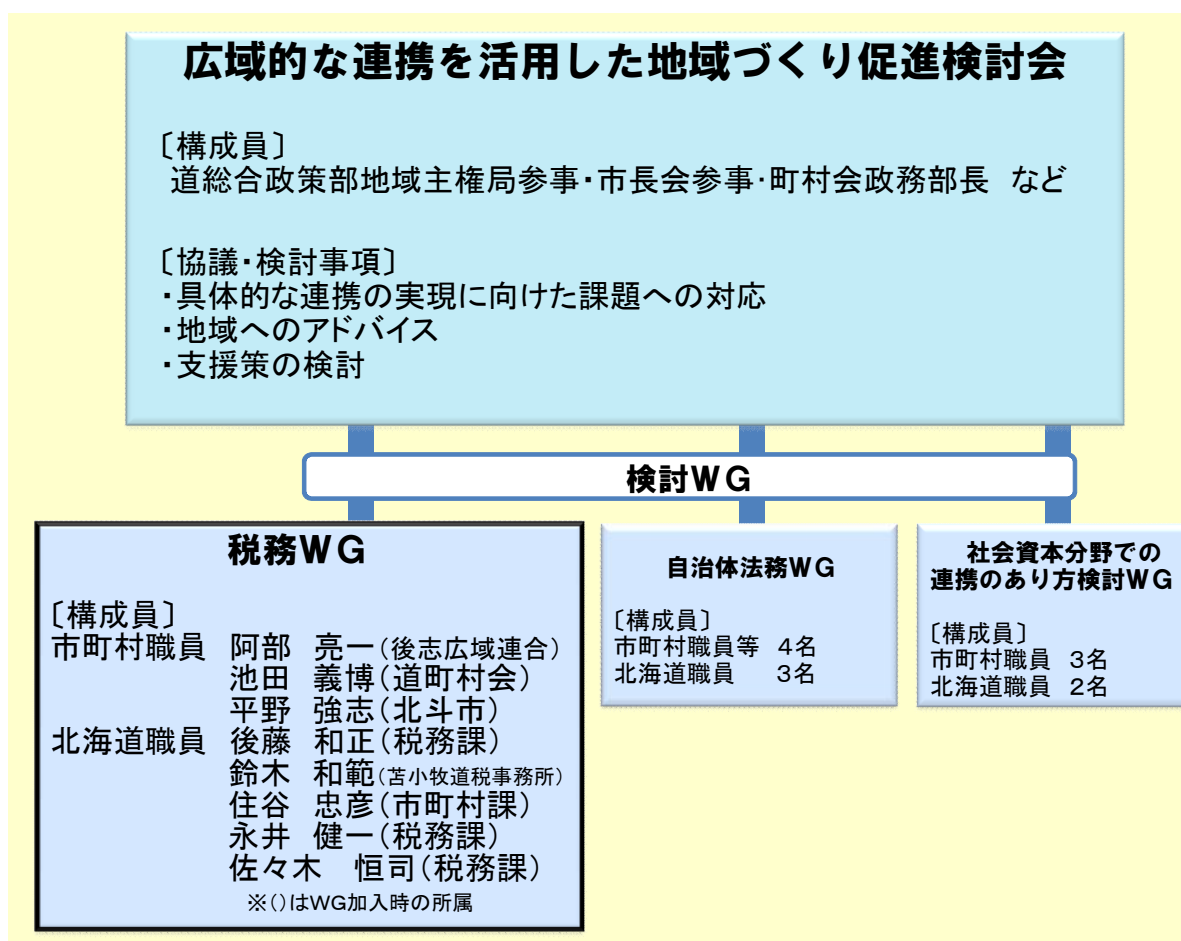 広域的な連携を活用した地域づくり促進検討会
〔構成員〕
道総合政策部地域主権局参事・市長会参事・町村会政務部長　など
〔協議・検討事項〕
・具体的な連携の実現に向けた課題への対応
・地域へのアドバイス
・支援策の検討
検討ＷＧ
税務ＷＧ
〔構成員〕
市町村職員　阿部　亮一（後志広域連合）
池田　義博（道町村会）
平野　強志（北斗市）
北海道職員　後藤　和正（税務課）
鈴木　和範（苫小牧道税事務所）
住谷　忠彦（市町村課）
永井　健一（税務課）
佐々木　恒司（税務課）
※（）はWG加入時の所属
自治体法務ＷＧ
〔構成員〕
市町村職員等　４名
北海道職員　　３名
社会資本分野での
連携のあり方検討ＷＧ
〔構成員〕
市町村職員　３名
北海道職員　２名